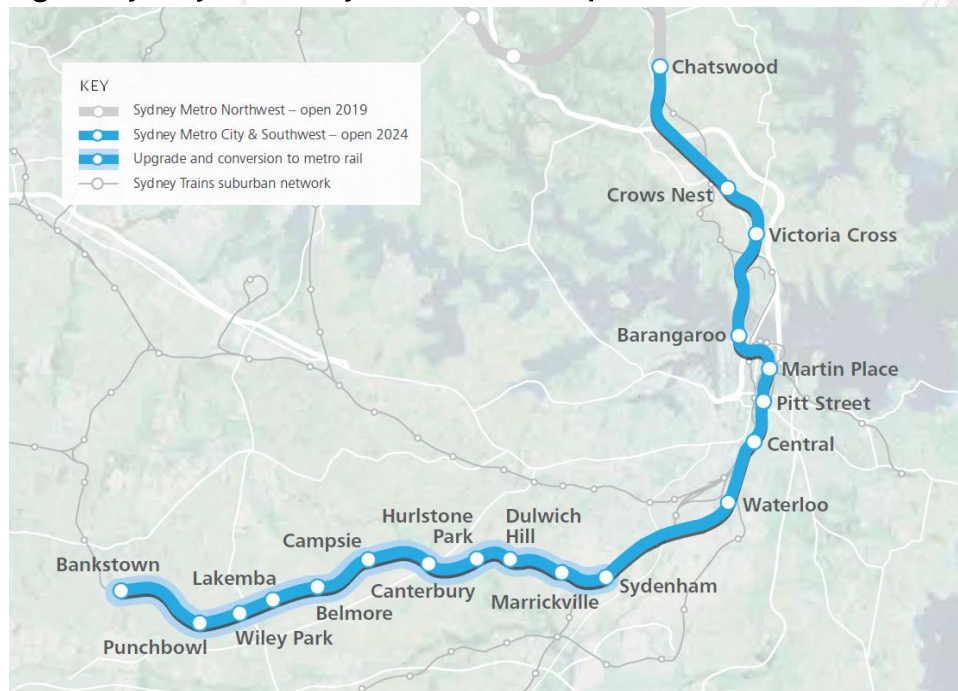 KEY
Sydney Metro Northwest – open 2019
Sydney Metro City & Southwest – open 2024
Upgrade and conversion to metro rail
Sydney Trains suburban network
Chatswood
Crows Nest
Victoria Cross
Barangaroo
Martin Place
Pitt Street
Central
Waterloo
Hurlstone
Park
Dulwich
Hill
Campsie
Bankstown
Lakemba
Canterbury
Sydenham
Marrickville
Belmore
Wiley Park
Punchbowl